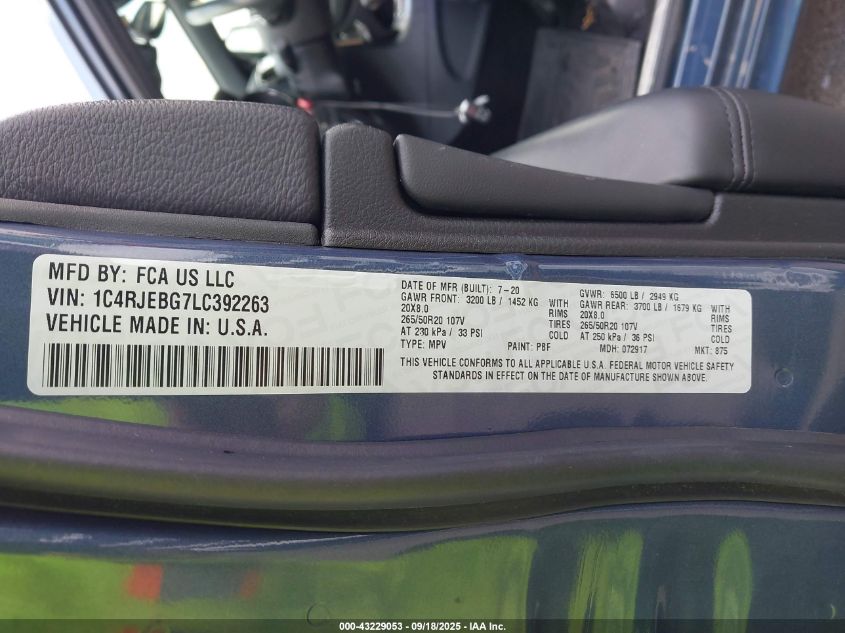 MFD BY: FCA US LLC
VIN: 1C4RJEBG7LC392263
VEHICLE MADE IN: U.S.A.
DATE OF MFR (BUILT): 7-20
GAWR FRONT: 3200 LB / 1452 KG WITH
20X8.0 RIMS
265/50R20 107V TIRES
AT 230 kPa / 33 PSI COLD
TYPE: MPV PAINT: PBF
GVWR: 6500 LB / 2949 KG
GAWR REAR: 3700 LB / 1679 KG WITH
20X8.0 RIMS
265/50R20 107V TIRES
AT 250 kPa / 36 PSI COLD
MDH: 072917 MKT: 875
THIS VEHICLE CONFORMS TO ALL APPLICABLE U.S.A. FEDERAL MOTOR VEHICLE SAFETY
STANDARDS IN EFFECT ON THE DATE OF MANUFACTURE SHOWN ABOVE.
000-43229053 - 09/18/2025 - IAA Inc.